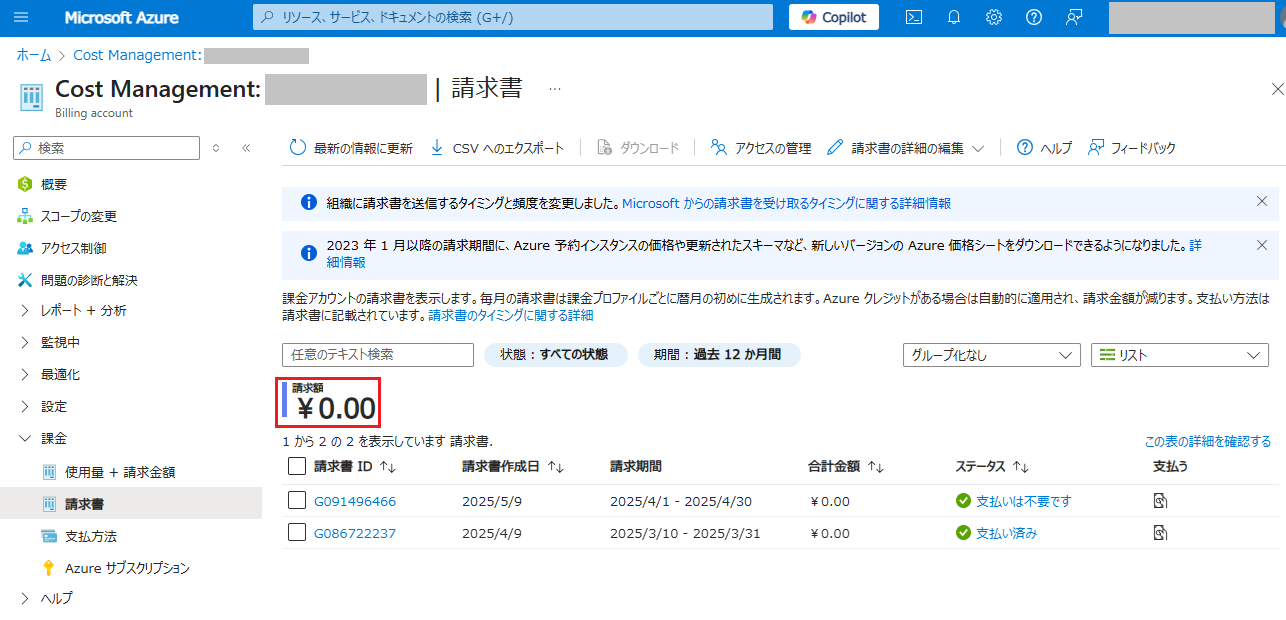 Microsoft Azure
リソース、サービス、ドキュメントの検索 (G+/)
Copilot
ホーム > Cost Management:
Cost Management: | 請求書 …
Billing account
検索
概要
スコープの変更
アクセス制御
問題の診断と解決
レポート + 分析
監視中
最適化
設定
課金
使用量 + 請求金額
請求書
支払方法
Azure サブスクリプション
ヘルプ
最新の情報に更新 CSV へのエクスポート ダウンロード アクセスの管理 請求書の詳細の編集 ヘルプ フィードバック
組織に請求書を送信するタイミングと頻度を変更しました。Microsoft からの請求書を受け取るタイミングに関する詳細情報
2023 年 1 月以降の請求期間に、Azure 予約インスタンスの価格や更新されたスキーマなど、新しいバージョンの Azure 価格シートをダウンロードできるようになりました。詳
細情報
課金アカウントの請求書を表示します。毎月の請求書は課金プロファイルごとに暦月の初めに生成されます。Azure クレジットがある場合は自動的に適用され、請求金額が減ります。支払い方法は
請求書に記載されています。請求書のタイミングに関する詳細
任意のテキスト検索 状態 : すべての状態 期間 : 過去 12 か月間 グループ化なし リスト
請求額
¥0.00
1 から 2 の 2 を表示しています 請求書. この表の詳細を確認する
請求書 ID ↑↓ 請求書作成日 ↑↓ 請求期間 合計金額 ↑↓ ステータス ↑↓ 支払う
G091496466 2025/5/9 2025/4/1 - 2025/4/30 ¥0.00 支払いは不要です
G086722237 2025/4/9 2025/3/10 - 2025/3/31 ¥0.00 支払い済み